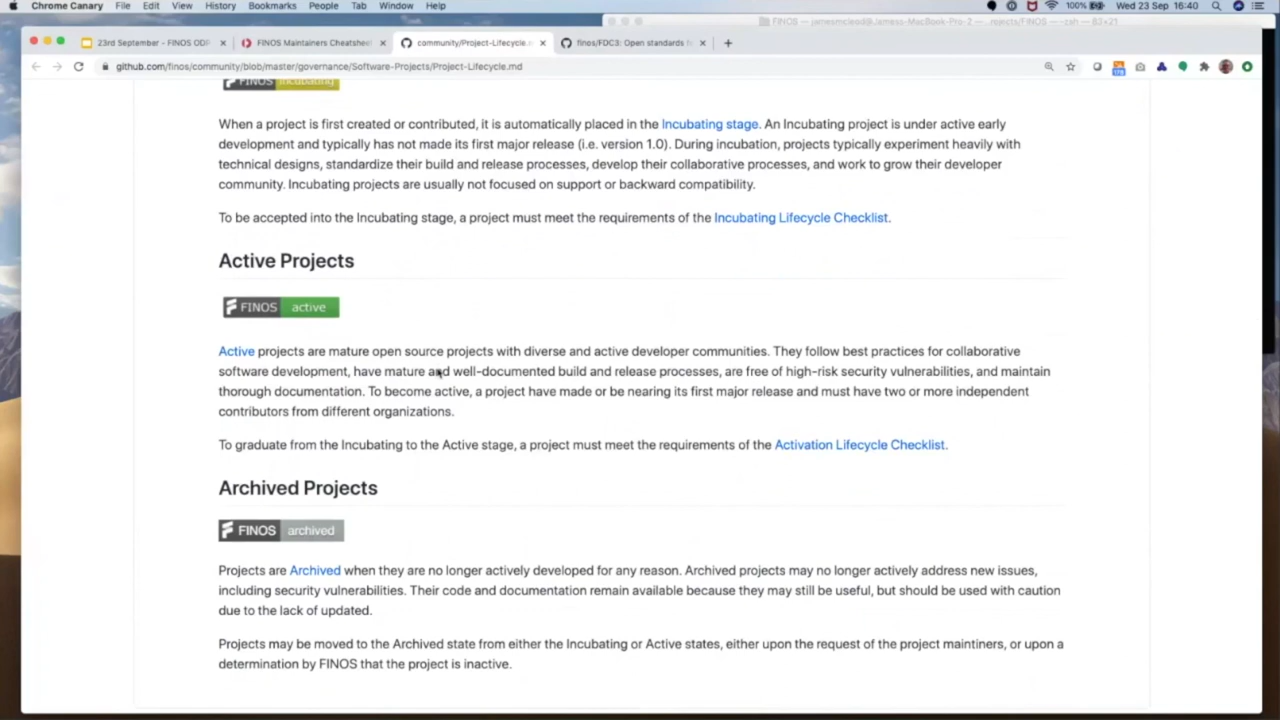 Chrome Canary File Edit View History Bookmarks People Tab Window Help 100% Wed 23 Sep 16:40
FINOS — jamesmcleod@Jamess-MacBook-Pro-2 — ..rojects/FINOS — -zsh — 83×21
23rd September - FINOS ODP × FINOS Maintainers Cheatsheet × community/Project-Lifecycle.m × finos/FDC3: Open standards fo × +
github.com/finos/community/blob/master/governance/Software-Projects/Project-Lifecycle.md
FINOS Incubating
When a project is first created or contributed, it is automatically placed in the Incubating stage. An Incubating project is under active early
development and typically has not made its first major release (i.e. version 1.0). During incubation, projects typically experiment heavily with
technical designs, standardize their build and release processes, develop their collaborative processes, and work to grow their developer
community. Incubating projects are usually not focused on support or backward compatibility.
To be accepted into the Incubating stage, a project must meet the requirements of the Incubating Lifecycle Checklist.
Active Projects
FINOS active
Active projects are mature open source projects with diverse and active developer communities. They follow best practices for collaborative
software development, have mature and well-documented build and release processes, are free of high-risk security vulnerabilities, and maintain
thorough documentation. To become active, a project have made or be nearing its first major release and must have two or more independent
contributors from different organizations.
To graduate from the Incubating to the Active stage, a project must meet the requirements of the Activation Lifecycle Checklist.
Archived Projects
FINOS archived
Projects are Archived when they are no longer actively developed for any reason. Archived projects may no longer actively address new issues,
including security vulnerabilities. Their code and documentation remain available because they may still be useful, but should be used with caution
due to the lack of updated.
Projects may be moved to the Archived state from either the Incubating or Active states, either upon the request of the project maintiners, or upon a
determination by FINOS that the project is inactive.